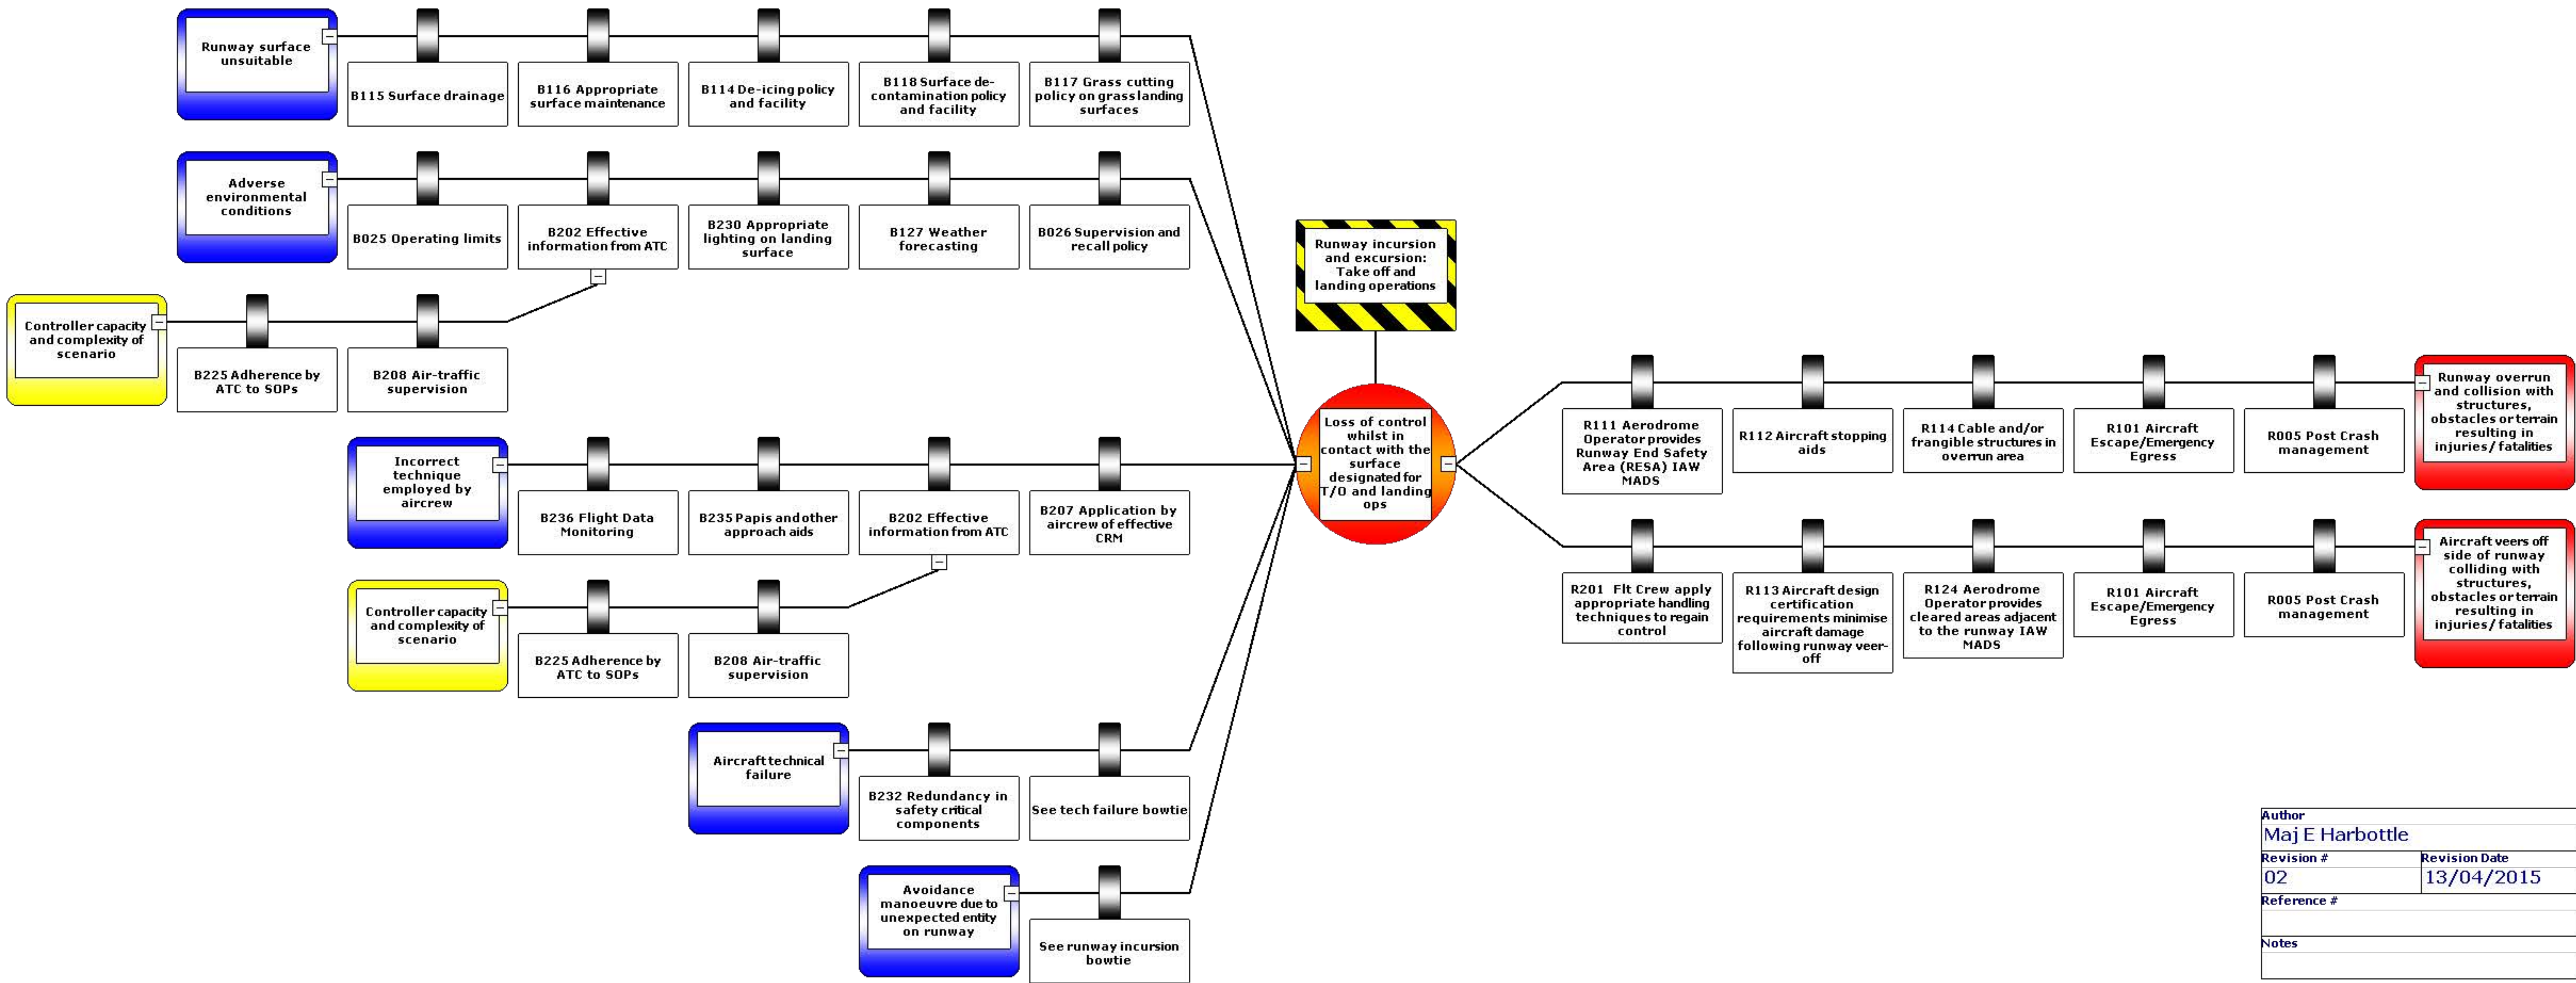 Runway surface
unsuitable
B115 Surface drainage
B116 Appropriate
surface maintenance
B114 De-icing policy
and facility
B118 Surface de-
contamination policy
and facility
B117 Grass cutting
policy on grass landing
surfaces
Adverse
environmental
conditions
B025 Operating limits
B202 Effective
information from ATC
B230 Appropriate
lighting on landing
surface
B127 Weather
forecasting
B026 Supervision and
recall policy
Controller capacity
and complexity of
scenario
B225 Adherence by
ATC to SOPs
B208 Air-traffic
supervision
Incorrect
technique
employed by
aircrew
B236 Flight Data
Monitoring
B235 Papis and other
approach aids
B202 Effective
information from ATC
B207 Application by
aircrew of effective
CRM
Controller capacity
and complexity of
scenario
B225 Adherence by
ATC to SOPs
B208 Air-traffic
supervision
Aircraft technical
failure
B232 Redundancy in
safety critical
components
See tech failure bowtie
Avoidance
manoeuvre due to
unexpected entity
on runway
See runway incursion
bowtie
Runway incursion
and excursion:
Take off and
landing operations
Loss of control
whilst in
contact with the
surface
designated for
T/O and landing
ops
R111 Aerodrome
Operator provides
Runway End Safety
Area (RESA) IAW
MADS
R112 Aircraft stopping
aids
R114 Cable and/or
frangible structures in
overrun area
R101 Aircraft
Escape/Emergency
Egress
R005 Post Crash
management
Runway overrun
and collision with
structures,
obstacles or terrain
resulting in
injuries/ fatalities
R201 Flt Crew apply
appropriate handling
techniques to regain
control
R113 Aircraft design
certification
requirements minimise
aircraft damage
following runway veer-
off
R124 Aerodrome
Operator provides
cleared areas adjacent
to the runway IAW
MADS
R101 Aircraft
Escape/Emergency
Egress
R005 Post Crash
management
Aircraft veers off
side of runway
colliding with
structures,
obstacles or terrain
resulting in
injuries/ fatalities
Author
Maj E Harbottle
Revision #
Revision Date
02
13/04/2015
Reference #
Notes